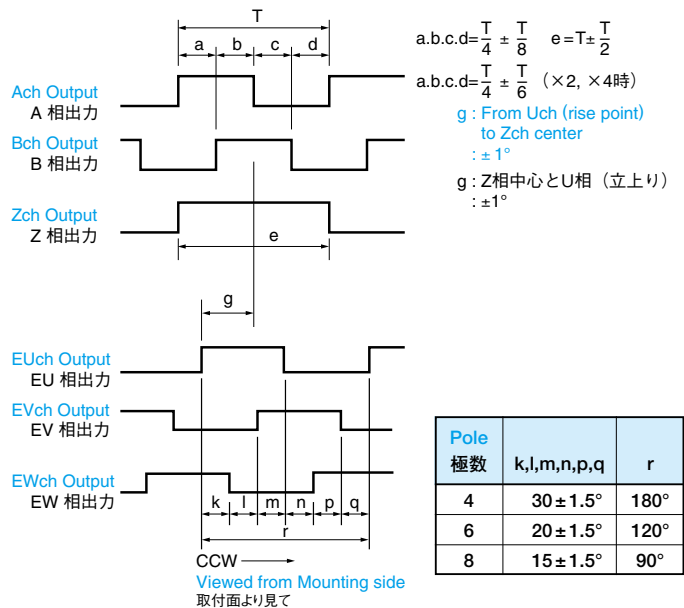 T
a b c d
a.b.c.d=T/4 ± T/8 e=T±T/2
a.b.c.d=T/4 ± T/6 (×2, ×4時)
g : From Uch (rise point)
to Zch center
: ± 1°
g : Z相中心とU相（立上り）
: ±1°
Ach Output
A 相出力
Bch Output
B 相出力
Zch Output
Z 相出力
e
g
EUch Output
EU 相出力
EVch Output
EV 相出力
EWch Output
EW 相出力
k l m n p q
r
CCW
Viewed from Mounting side
取付面より見て
Pole
極数 k,l,m,n,p,q r
4 30±1.5° 180°
6 20±1.5° 120°
8 15±1.5° 90°